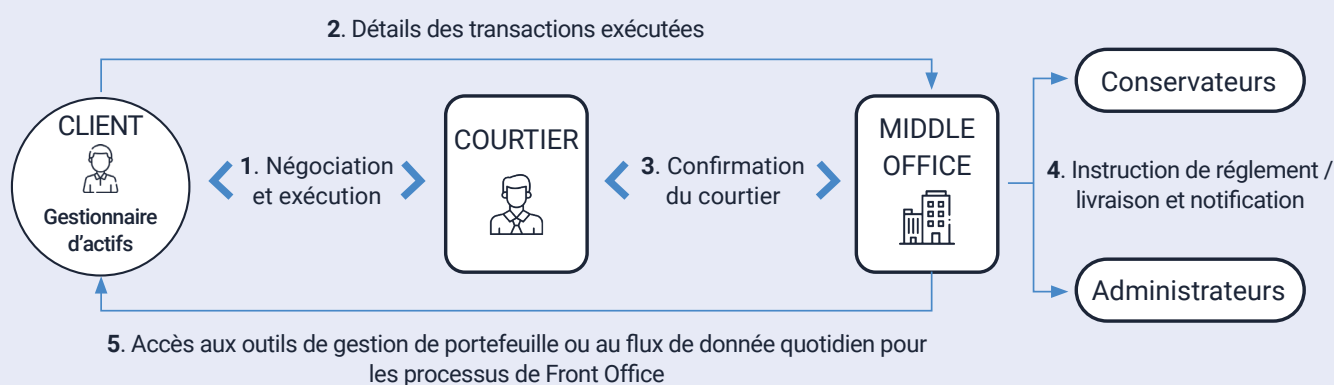 2. Détails des transactions exécutées
CLIENT
Gestionnaire
d'actifs
1. Négociation
et exécution
COURTIER
3. Confirmation
du courtier
MIDDLE
OFFICE
Conservateurs
4. Instruction de réglement /
livraison et notification
Administrateurs
5. Accès aux outils de gestion de portefeuille ou au flux de donnée quotidien pour
les processus de Front Office